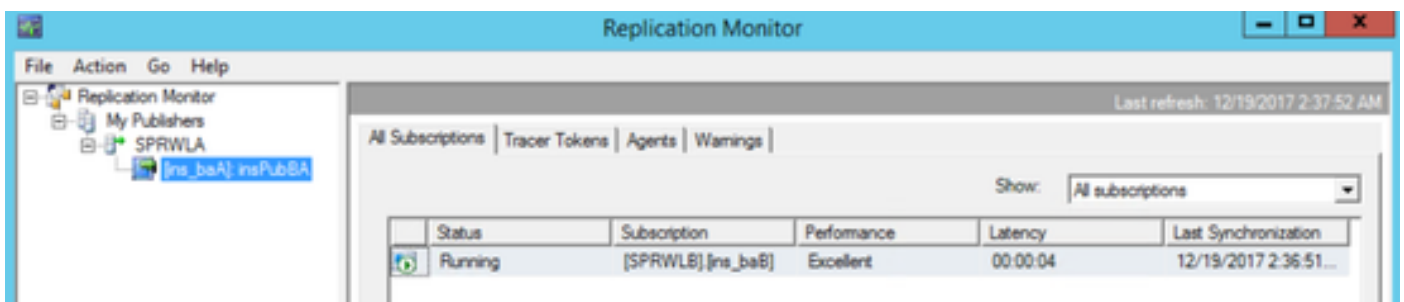 Replication Monitor
File Action Go Help
Replication Monitor
My Publishers
SPRWLA
[ins_baA]: insPubBA
Last refresh: 12/19/2017 2:37:52 AM
All Subscriptions Tracer Tokens Agents Warnings
Show: All subscriptions
Status Subscription Performance Latency Last Synchronization
Running [SPRWLB].[ins_baB] Excellent 00:00:04 12/19/2017 2:36:51...